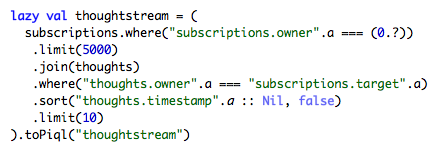 lazy val thoughtstream = (
  subscriptions.where("subscriptions.owner".a === (0.?))
    .limit(5000)
    .join(thoughts)
    .where("thoughts.owner".a === "subscriptions.target".a)
    .sort("thoughts.timestamp".a :: Nil, false)
    .limit(10)
).toPiql("thoughtstream")